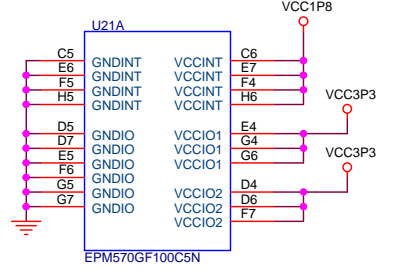 VCC1P8
U21A
C5 GNDINT VCCINT C6
E6 GNDINT VCCINT E7
F5 GNDINT VCCINT F4
H5 GNDINT VCCINT H6
VCC3P3
D5 GNDIO VCCIO1 E4
D7 GNDIO VCCIO1 G4
E5 GNDIO VCCIO1 G6
VCC3P3
F6 GNDIO
G5 GNDIO VCCIO2 D4
G7 GNDIO VCCIO2 D6
VCCIO2 F7
EPM570GF100C5N